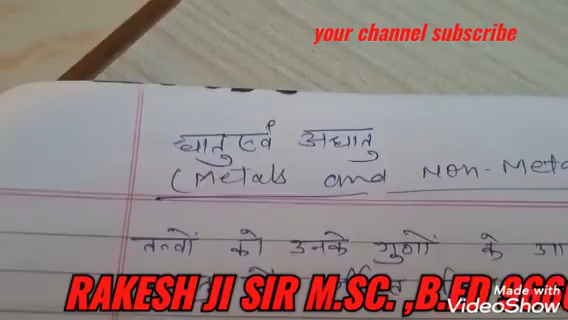 your channel subscribe
धातु एवं अधातु
(Metals and Non-Meta
तत्वों को उनके गुणों के आ
RAKESH JI SIR M.SC. ,B.ED
Made with
VideoShow